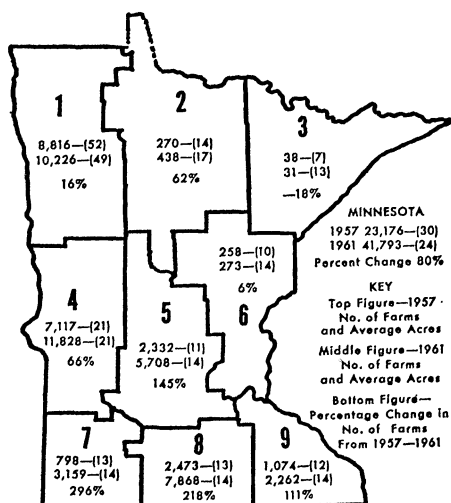 1
8,816—(52)
10,226—(49)
16%
2
270—(14)
438—(17)
62%
3
38—(7)
31—(13)
—18%
MINNESOTA
1957 23,176—(30)
1961 41,793—(24)
Percent Change 80%
KEY
Top Figure—1957
No. of Farms
and Average Acres
Middle Figure—1961
No. of Farms
and Average Acres
Bottom Figure—
Percentage Change in
No. of Farms
From 1957—1961
4
7,117—(21)
11,828—(21)
66%
5
2,332—(11)
5,708—(14)
145%
258—(10)
273—(14)
6%
6
7
798—(13)
3,159—(14)
296%
8
2,473—(13)
7,868—(14)
218%
9
1,074—(12)
2,262—(14)
111%